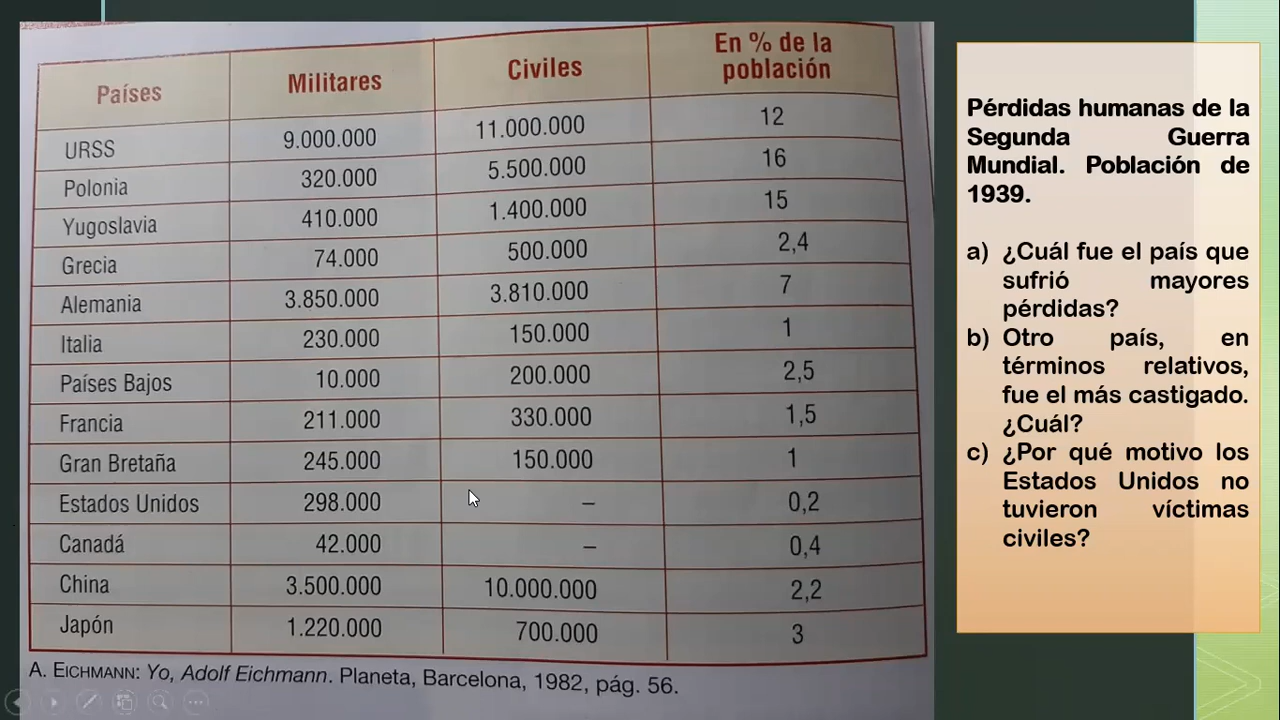 Países Militares Civiles En % de la población
URSS 9.000.000 11.000.000 12
Polonia 320.000 5.500.000 16
Yugoslavia 410.000 1.400.000 15
Grecia 74.000 500.000 2,4
Alemania 3.850.000 3.810.000 7
Italia 230.000 150.000 1
Países Bajos 10.000 200.000 2,5
Francia 211.000 330.000 1,5
Gran Bretaña 245.000 150.000 1
Estados Unidos 298.000 – 0,2
Canadá 42.000 – 0,4
China 3.500.000 10.000.000 2,2
Japón 1.220.000 700.000 3
A. EICHMANN: Yo, Adolf Eichmann. Planeta, Barcelona, 1982, pág. 56.
Pérdidas humanas de la
Segunda Guerra
Mundial. Población de
1939.
a) ¿Cuál fue el país que
sufrió mayores
pérdidas?
b) Otro país, en
términos relativos,
fue el más castigado.
¿Cuál?
c) ¿Por qué motivo los
Estados Unidos no
tuvieron víctimas
civiles?